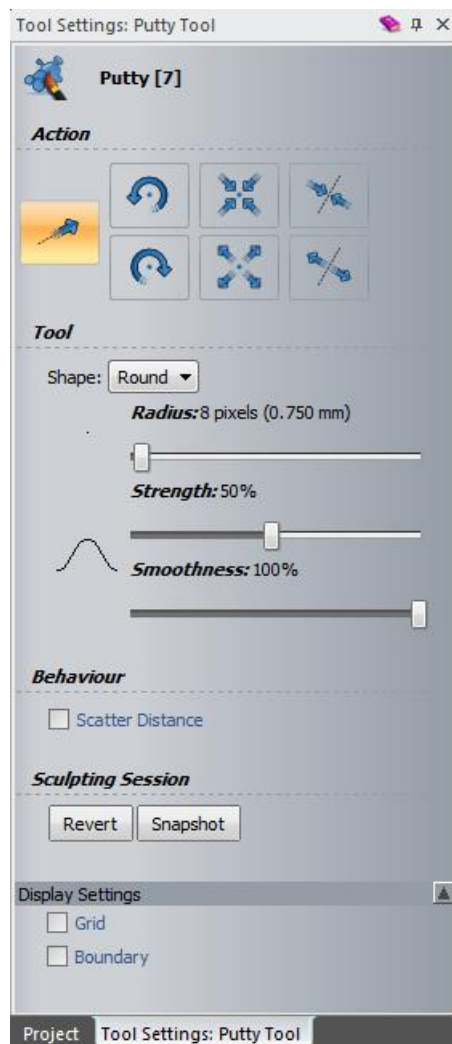 Tool Settings: Putty Tool
Putty [7]
Action
Tool
Shape: Round
Radius: 8 pixels (0.750 mm)
Strength: 50%
Smoothness: 100%
Behaviour
Scatter Distance
Sculpting Session
Revert Snapshot
Display Settings
Grid
Boundary
Project Tool Settings: Putty Tool